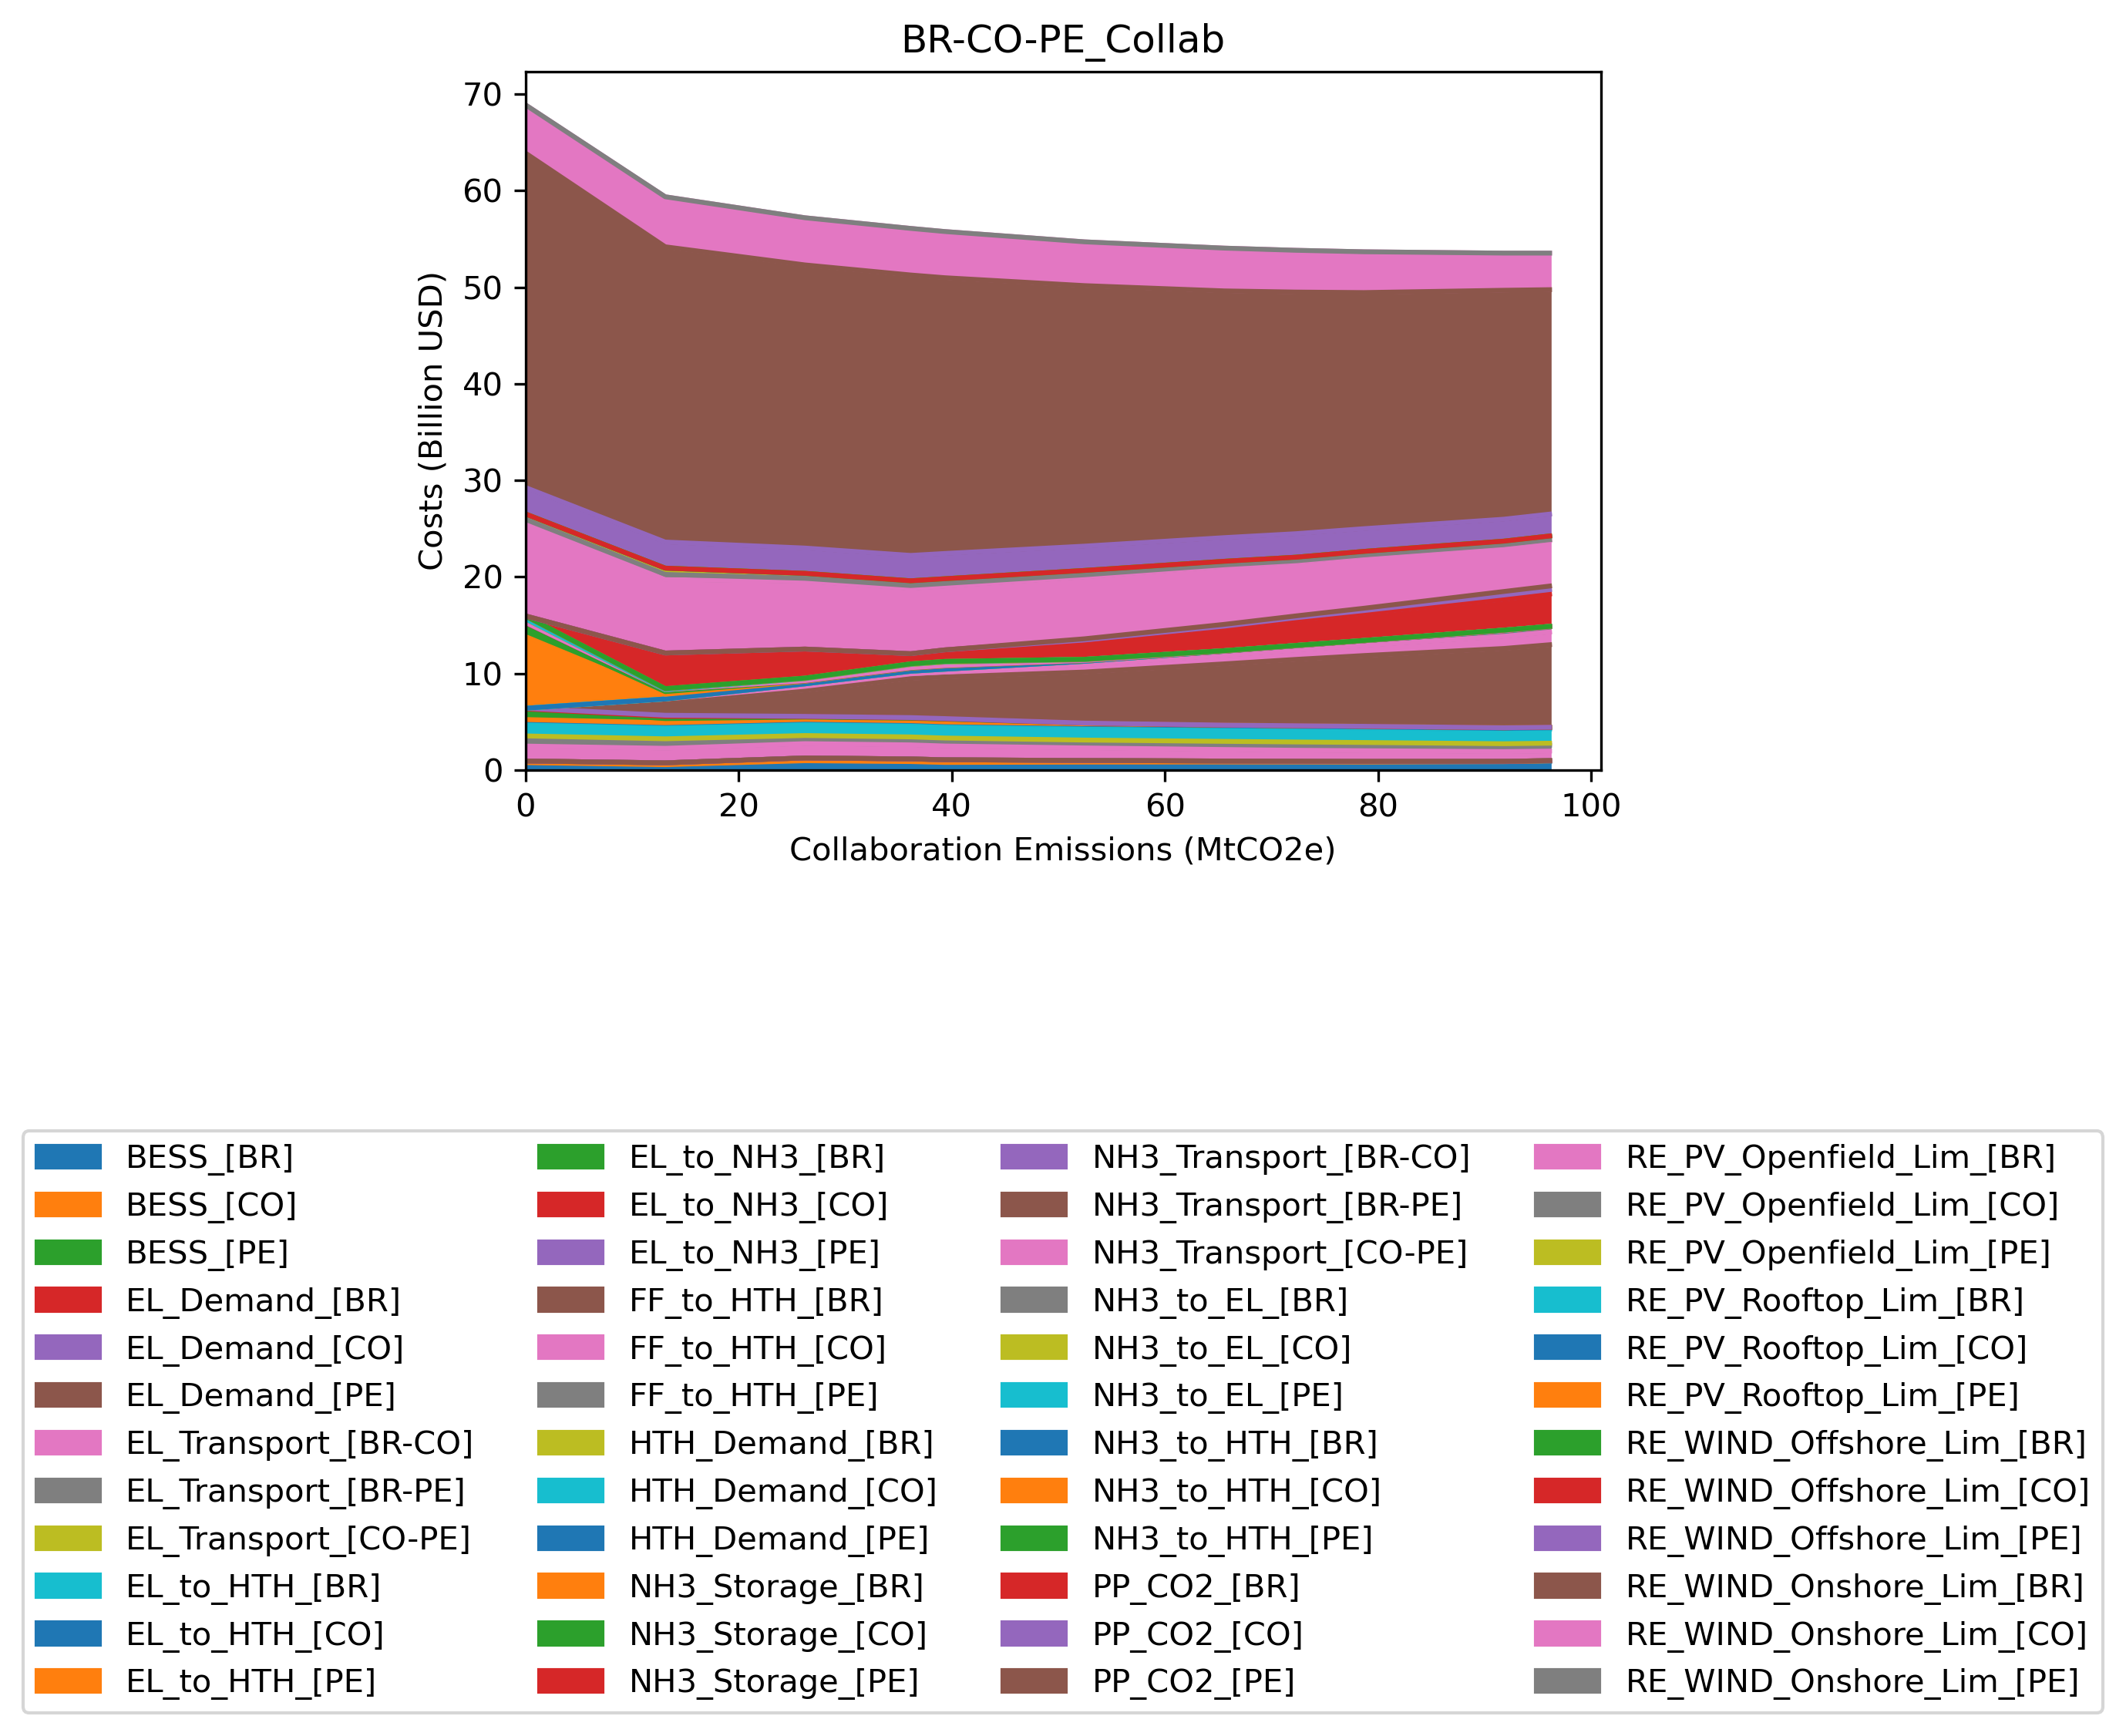 BR-CO-PE_Collab
Costs (Billion USD)
70
60
50
40
30
20
10
0
0 20 40 60 80 100
Collaboration Emissions (MtCO2e)
BESS_[BR]
BESS_[CO]
BESS_[PE]
EL_Demand_[BR]
EL_Demand_[CO]
EL_Demand_[PE]
EL_Transport_[BR-CO]
EL_Transport_[BR-PE]
EL_Transport_[CO-PE]
EL_to_HTH_[BR]
EL_to_HTH_[CO]
EL_to_HTH_[PE]
EL_to_NH3_[BR]
EL_to_NH3_[CO]
EL_to_NH3_[PE]
FF_to_HTH_[BR]
FF_to_HTH_[CO]
FF_to_HTH_[PE]
HTH_Demand_[BR]
HTH_Demand_[CO]
HTH_Demand_[PE]
NH3_Storage_[BR]
NH3_Storage_[CO]
NH3_Storage_[PE]
NH3_Transport_[BR-CO]
NH3_Transport_[BR-PE]
NH3_Transport_[CO-PE]
NH3_to_EL_[BR]
NH3_to_EL_[CO]
NH3_to_EL_[PE]
NH3_to_HTH_[BR]
NH3_to_HTH_[CO]
NH3_to_HTH_[PE]
PP_CO2_[BR]
PP_CO2_[CO]
PP_CO2_[PE]
RE_PV_Openfield_Lim_[BR]
RE_PV_Openfield_Lim_[CO]
RE_PV_Openfield_Lim_[PE]
RE_PV_Rooftop_Lim_[BR]
RE_PV_Rooftop_Lim_[CO]
RE_PV_Rooftop_Lim_[PE]
RE_WIND_Offshore_Lim_[BR]
RE_WIND_Offshore_Lim_[CO]
RE_WIND_Offshore_Lim_[PE]
RE_WIND_Onshore_Lim_[BR]
RE_WIND_Onshore_Lim_[CO]
RE_WIND_Onshore_Lim_[PE]